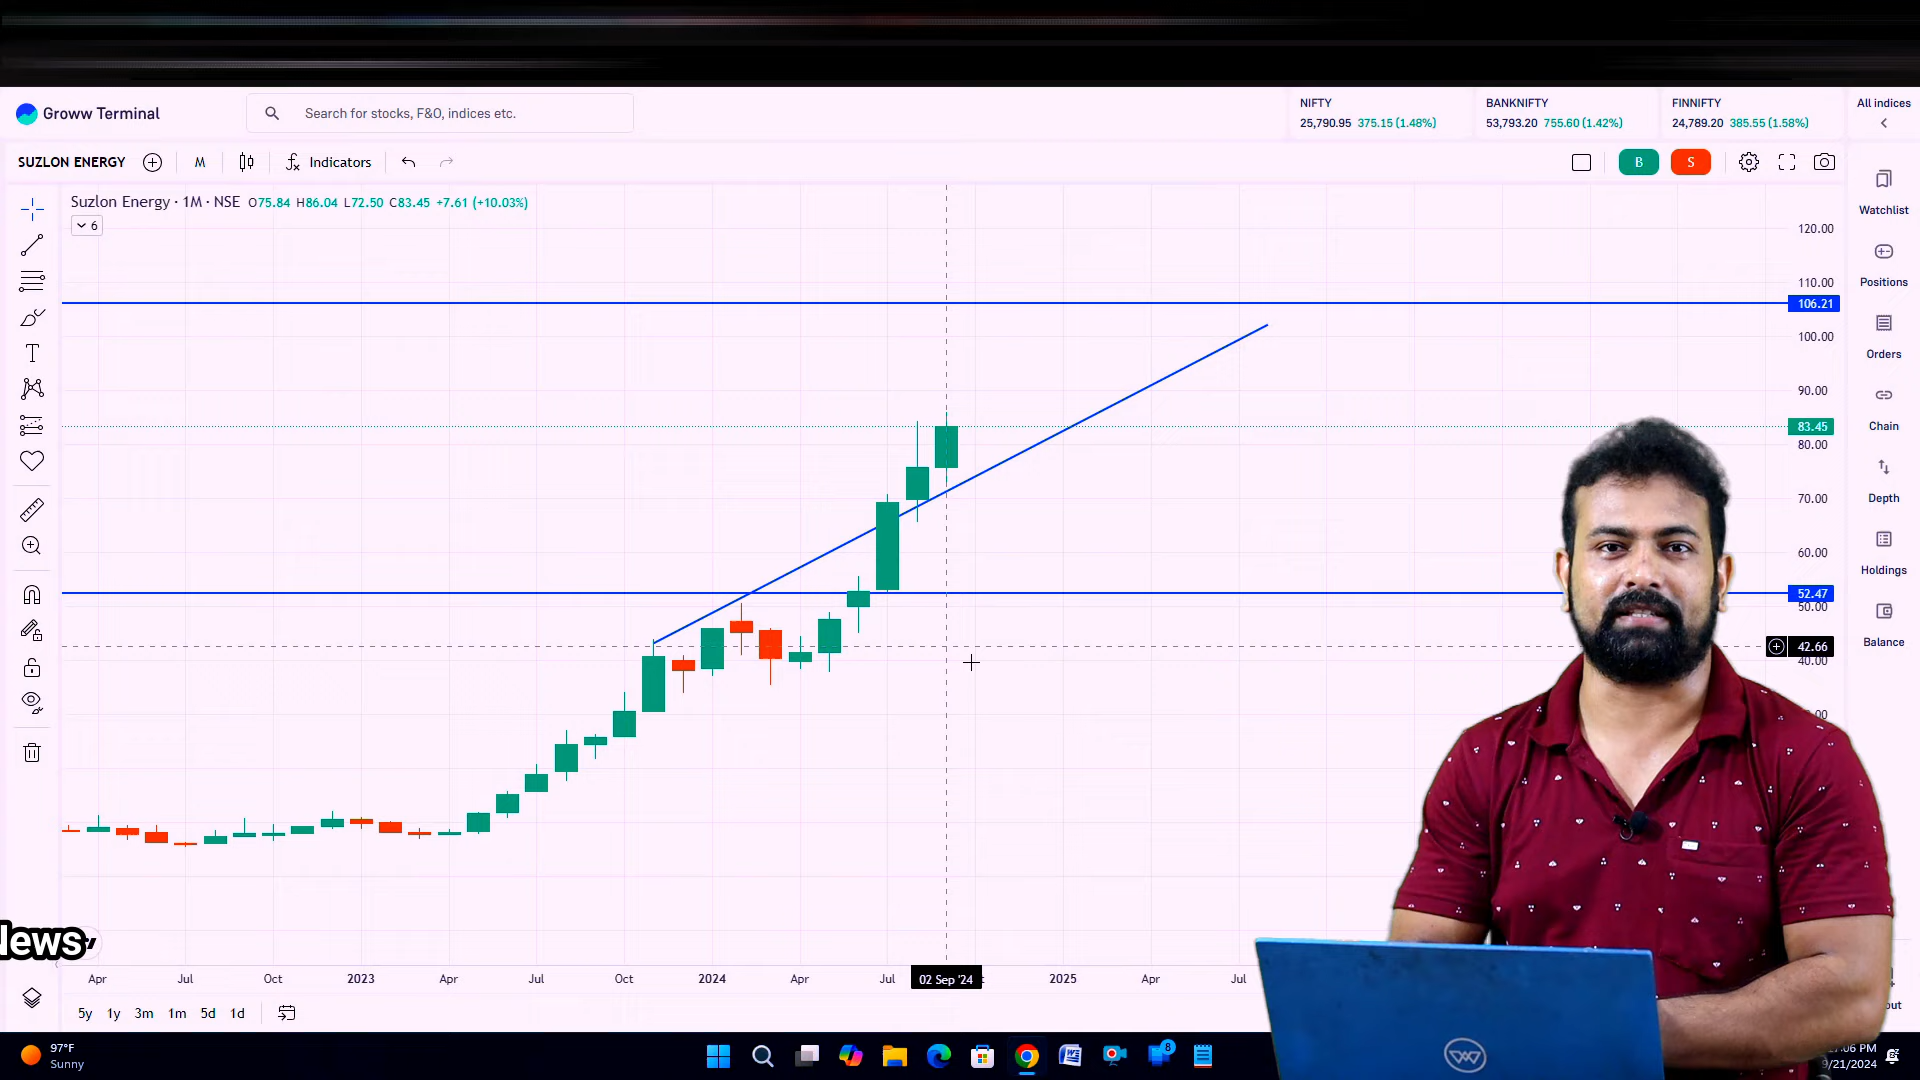 Groww Terminal
Search for stocks, F&O, indices etc.
NIFTY
25,790.95 375.15 (1.48%)
BANKNIFTY
53,793.20 755.60 (1.42%)
FINNIFTY
24,789.20 385.55 (1.58%)
All indices
SUZLON ENERGY
M
Indicators
B
S
Suzlon Energy · 1M · NSE O75.84 H86.04 L72.50 C83.45 +7.61 (+10.03%)
6
120.00
110.00
106.21
100.00
90.00
83.45
80.00
70.00
60.00
52.47
50.00
42.66
40.00
Watchlist
Positions
Orders
Chain
Depth
Holdings
Balance
News
Apr Jul Oct 2023 Apr Jul Oct 2024 Apr Jul 02 Sep '24 2025 Apr Jul
5y 1y 3m 1m 5d 1d
97°F
Sunny
8
9/21/2024